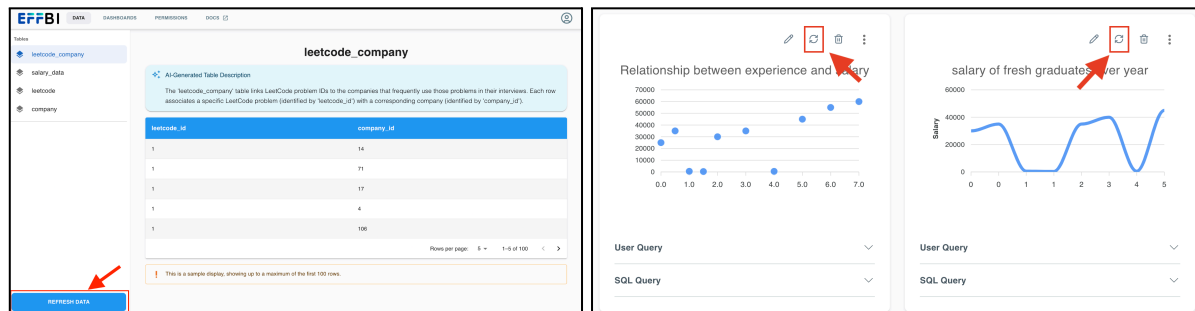 EFFBI DATA DASHBOARDS PERMISSIONS DOCS
Tables
leetcode_company
salary_data
leetcode
company
REFRESH DATA
leetcode_company
AI-Generated Table Description
The 'leetcode_company' table links LeetCode problem IDs to the companies that frequently use those problems in their interviews. Each row
associates a specific LeetCode problem (identified by 'leetcode_id') with a corresponding company (identified by 'company_id').
leetcode_id company_id
1 14
1 71
1 17
1 4
1 106
Rows per page: 5 1–5 of 100
This is a sample display, showing up to a maximum of the first 100 rows.
Relationship between experience and salary
70000
60000
50000
40000
30000
20000
10000
0
0.0 1.0 2.0 3.0 4.0 5.0 6.0 7.0
User Query
SQL Query
salary of fresh graduates over year
Salary
60000
40000
20000
0
0 0 1 1 2 3 4 5
User Query
SQL Query